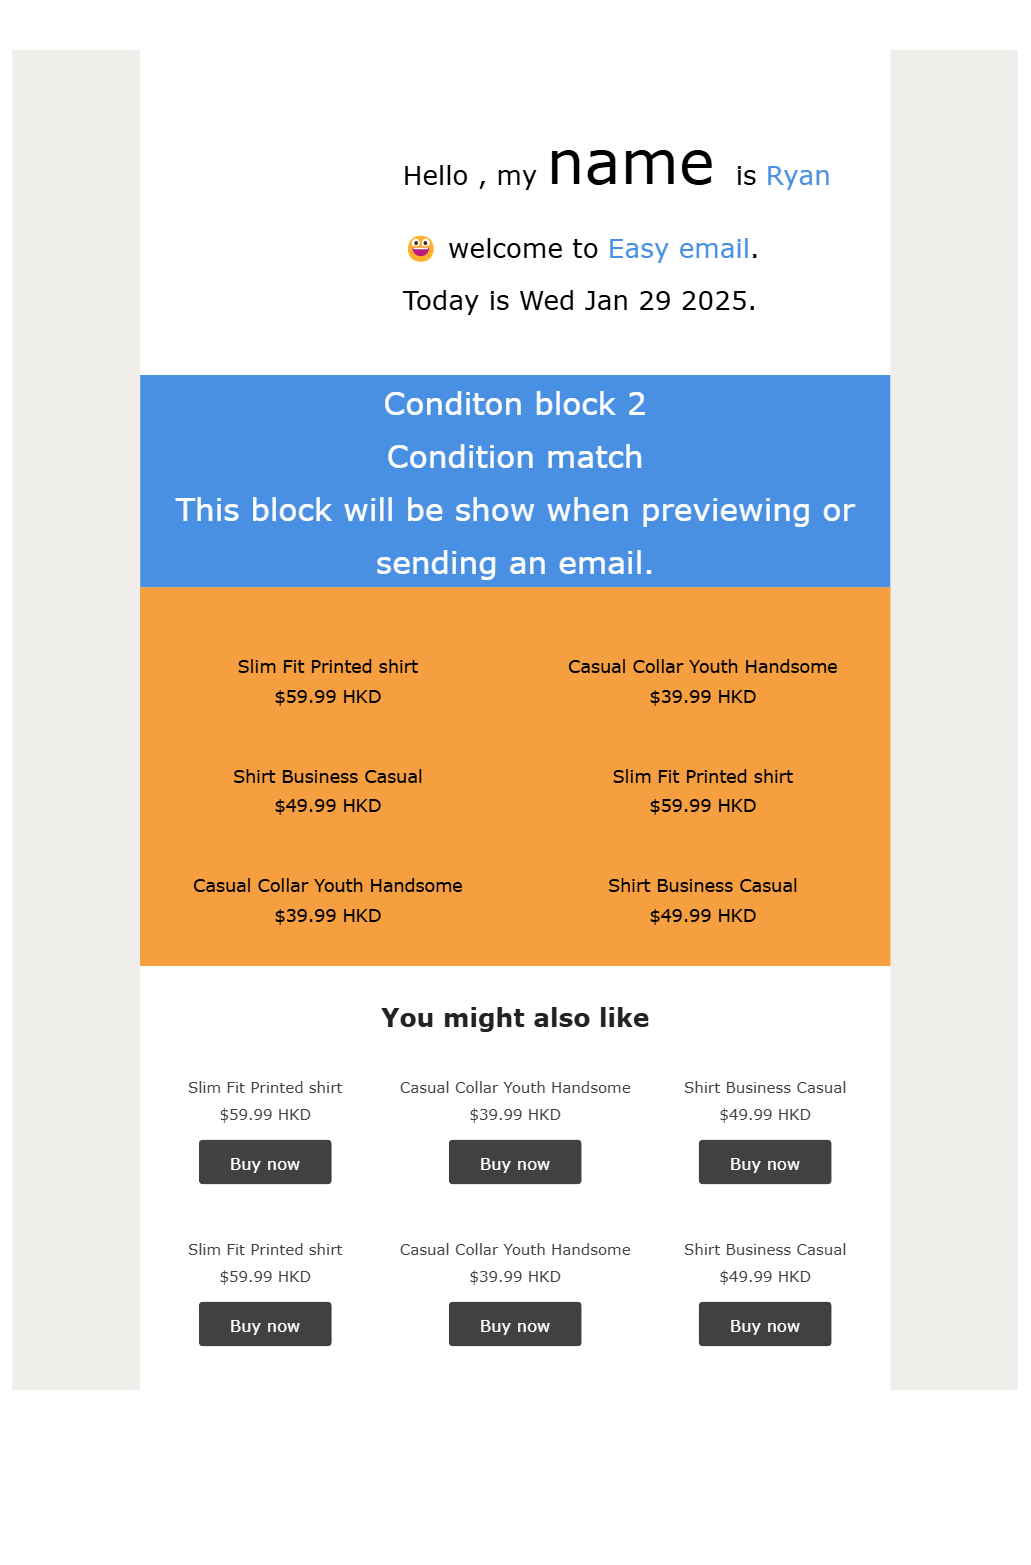 Hello , my name is Ryan
😃 welcome to Easy email.
Today is Wed Jan 29 2025.
Conditon block 2
Condition match
This block will be show when previewing or
sending an email.
Slim Fit Printed shirt
$59.99 HKD
Casual Collar Youth Handsome
$39.99 HKD
Shirt Business Casual
$49.99 HKD
Slim Fit Printed shirt
$59.99 HKD
Casual Collar Youth Handsome
$39.99 HKD
Shirt Business Casual
$49.99 HKD
You might also like
Slim Fit Printed shirt
$59.99 HKD
Buy now
Casual Collar Youth Handsome
$39.99 HKD
Buy now
Shirt Business Casual
$49.99 HKD
Buy now
Slim Fit Printed shirt
$59.99 HKD
Buy now
Casual Collar Youth Handsome
$39.99 HKD
Buy now
Shirt Business Casual
$49.99 HKD
Buy now